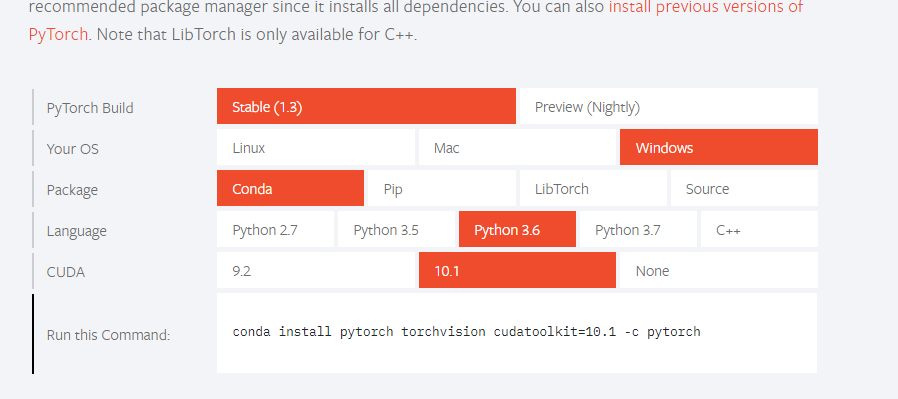 recommended package manager since it installs all dependencies. You can also install previous versions of
PyTorch. Note that LibTorch is only available for C++.
PyTorch Build Stable (1.3) Preview (Nightly)
Your OS Linux Mac Windows
Package Conda Pip LibTorch Source
Language Python 2.7 Python 3.5 Python 3.6 Python 3.7 C++
CUDA 9.2 10.1 None
Run this Command: conda install pytorch torchvision cudatoolkit=10.1 -c pytorch